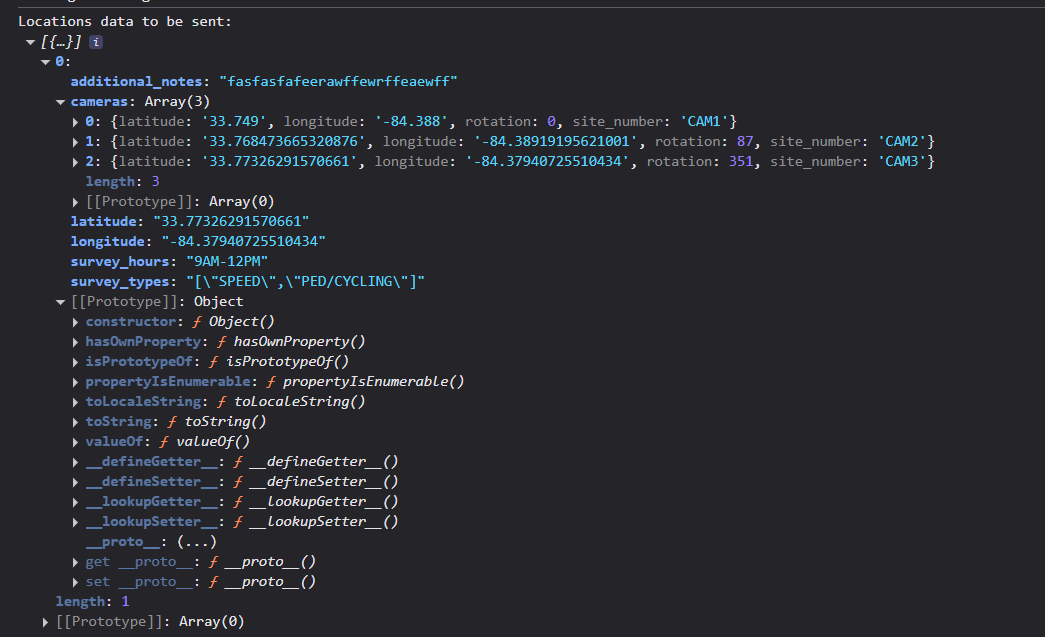 Locations data to be sent:
[{…}] i
0:
additional_notes: "fasfasfafeerawffewrffeaewff"
cameras: Array(3)
0: {latitude: '33.749', longitude: '-84.388', rotation: 0, site_number: 'CAM1'}
1: {latitude: '33.768473665320876', longitude: '-84.38919195621001', rotation: 87, site_number: 'CAM2'}
2: {latitude: '33.77326291570661', longitude: '-84.37940725510434', rotation: 351, site_number: 'CAM3'}
length: 3
[[Prototype]]: Array(0)
latitude: "33.77326291570661"
longitude: "-84.37940725510434"
survey_hours: "9AM-12PM"
survey_types: "[\"SPEED\",\"PED/CYCLING\"]"
[[Prototype]]: Object
constructor: ƒ Object()
hasOwnProperty: ƒ hasOwnProperty()
isPrototypeOf: ƒ isPrototypeOf()
propertyIsEnumerable: ƒ propertyIsEnumerable()
toLocaleString: ƒ toLocaleString()
toString: ƒ toString()
valueOf: ƒ valueOf()
__defineGetter__: ƒ __defineGetter__()
__defineSetter__: ƒ __defineSetter__()
__lookupGetter__: ƒ __lookupGetter__()
__lookupSetter__: ƒ __lookupSetter__()
__proto__: (...)
get __proto__: ƒ __proto__()
set __proto__: ƒ __proto__()
length: 1
[[Prototype]]: Array(0)